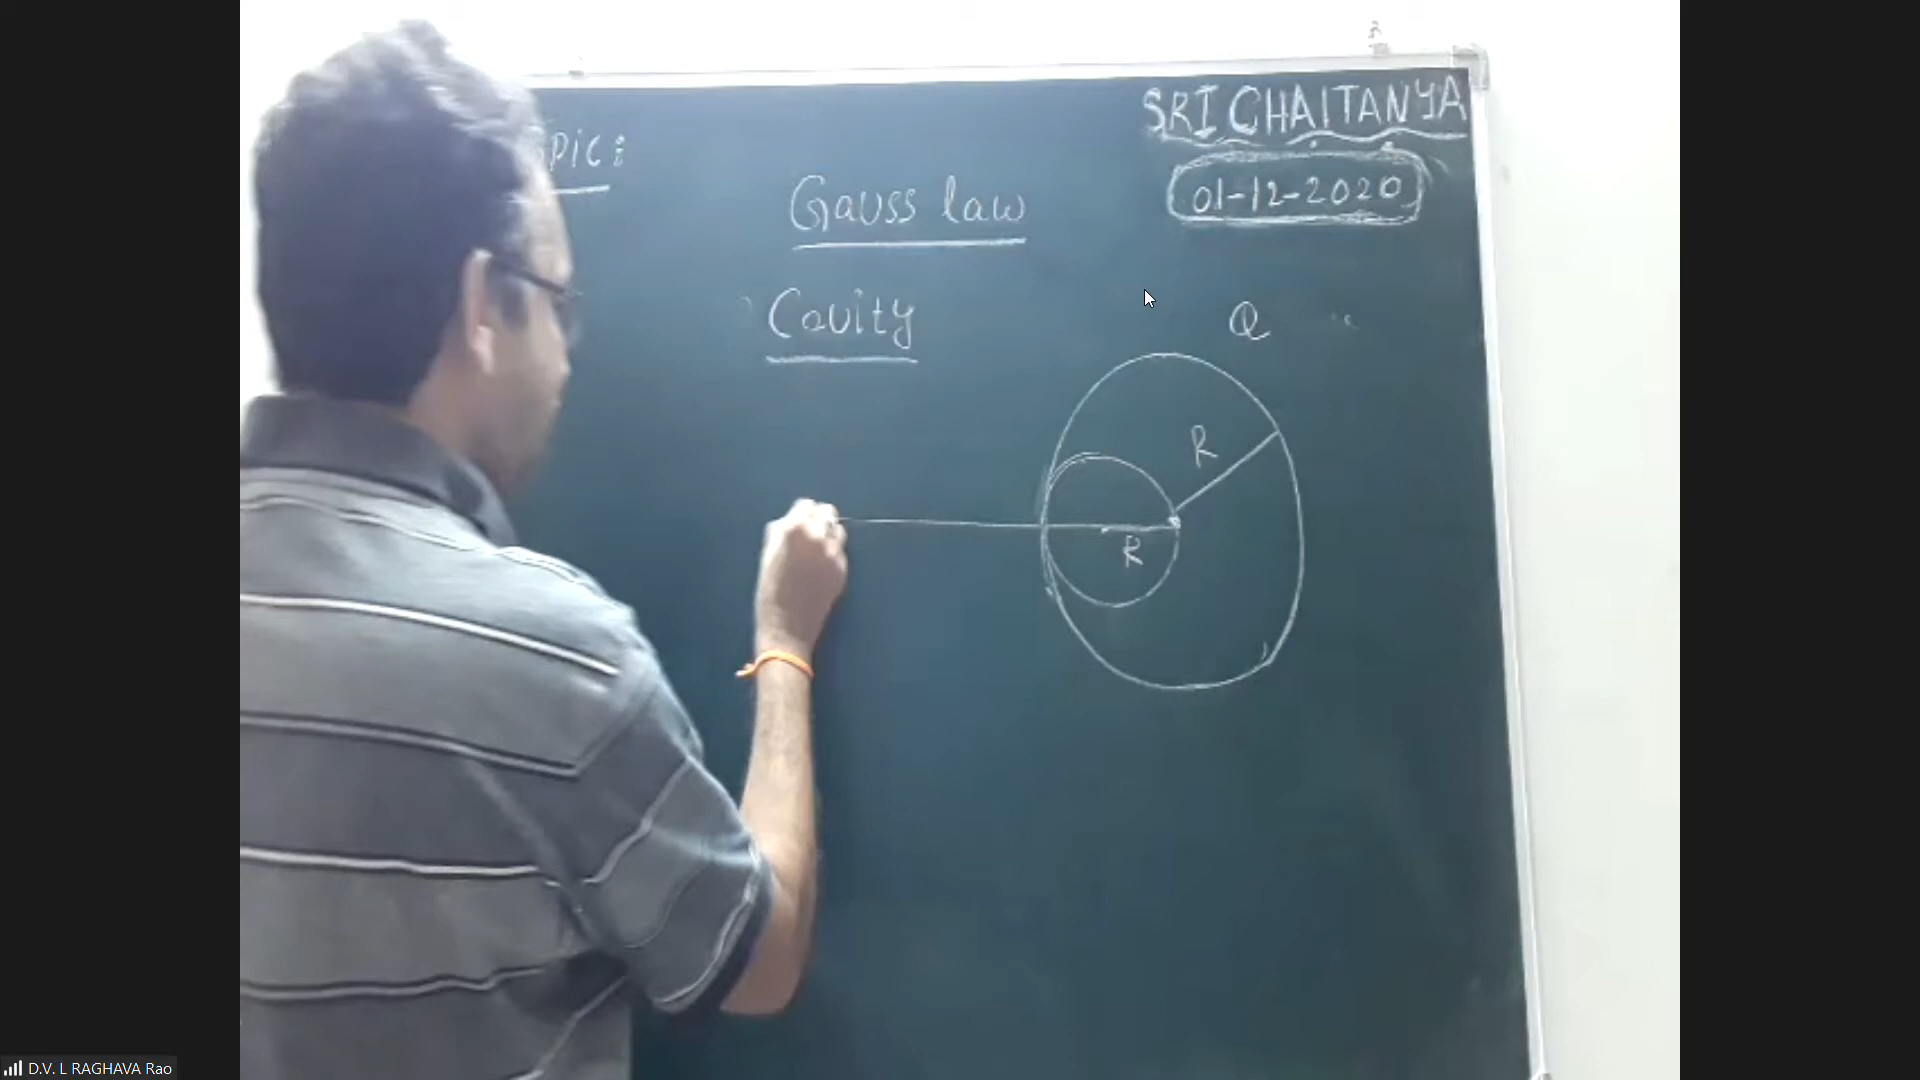 SRI CHAITANYA
PIC:
01-12-2020
Gauss law
Cavity
Q
R
R
D.V. L RAGHAVA Rao